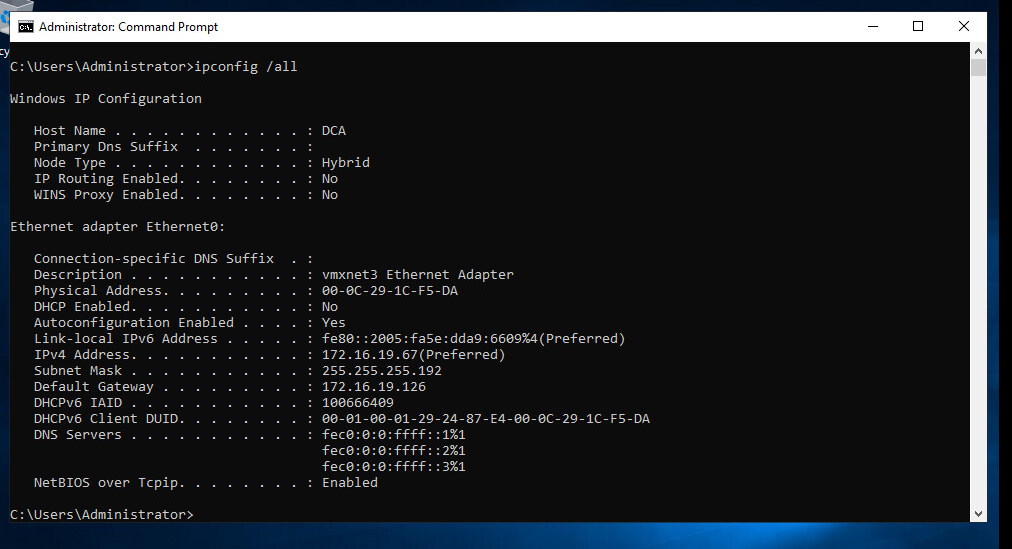 cy
Administrator: Command Prompt
C:\Users\Administrator>ipconfig /all
Windows IP Configuration
Host Name . . . . . . . . . . . . : DCA
Primary Dns Suffix . . . . . . . :
Node Type . . . . . . . . . . . . : Hybrid
IP Routing Enabled. . . . . . . . : No
WINS Proxy Enabled. . . . . . . . : No
Ethernet adapter Ethernet0:
Connection-specific DNS Suffix . :
Description . . . . . . . . . . . : vmxnet3 Ethernet Adapter
Physical Address. . . . . . . . . : 00-0C-29-1C-F5-DA
DHCP Enabled. . . . . . . . . . . : No
Autoconfiguration Enabled . . . . : Yes
Link-local IPv6 Address . . . . . : fe80::2005:fa5e:dda9:6609%4(Preferred)
IPv4 Address. . . . . . . . . . . : 172.16.19.67(Preferred)
Subnet Mask . . . . . . . . . . . : 255.255.255.192
Default Gateway . . . . . . . . . : 172.16.19.126
DHCPv6 IAID . . . . . . . . . . . : 100666409
DHCPv6 Client DUID. . . . . . . . : 00-01-00-01-29-24-87-E4-00-0C-29-1C-F5-DA
DNS Servers . . . . . . . . . . . : fec0:0:0:ffff::1%1
fec0:0:0:ffff::2%1
fec0:0:0:ffff::3%1
NetBIOS over Tcpip. . . . . . . . : Enabled
C:\Users\Administrator>